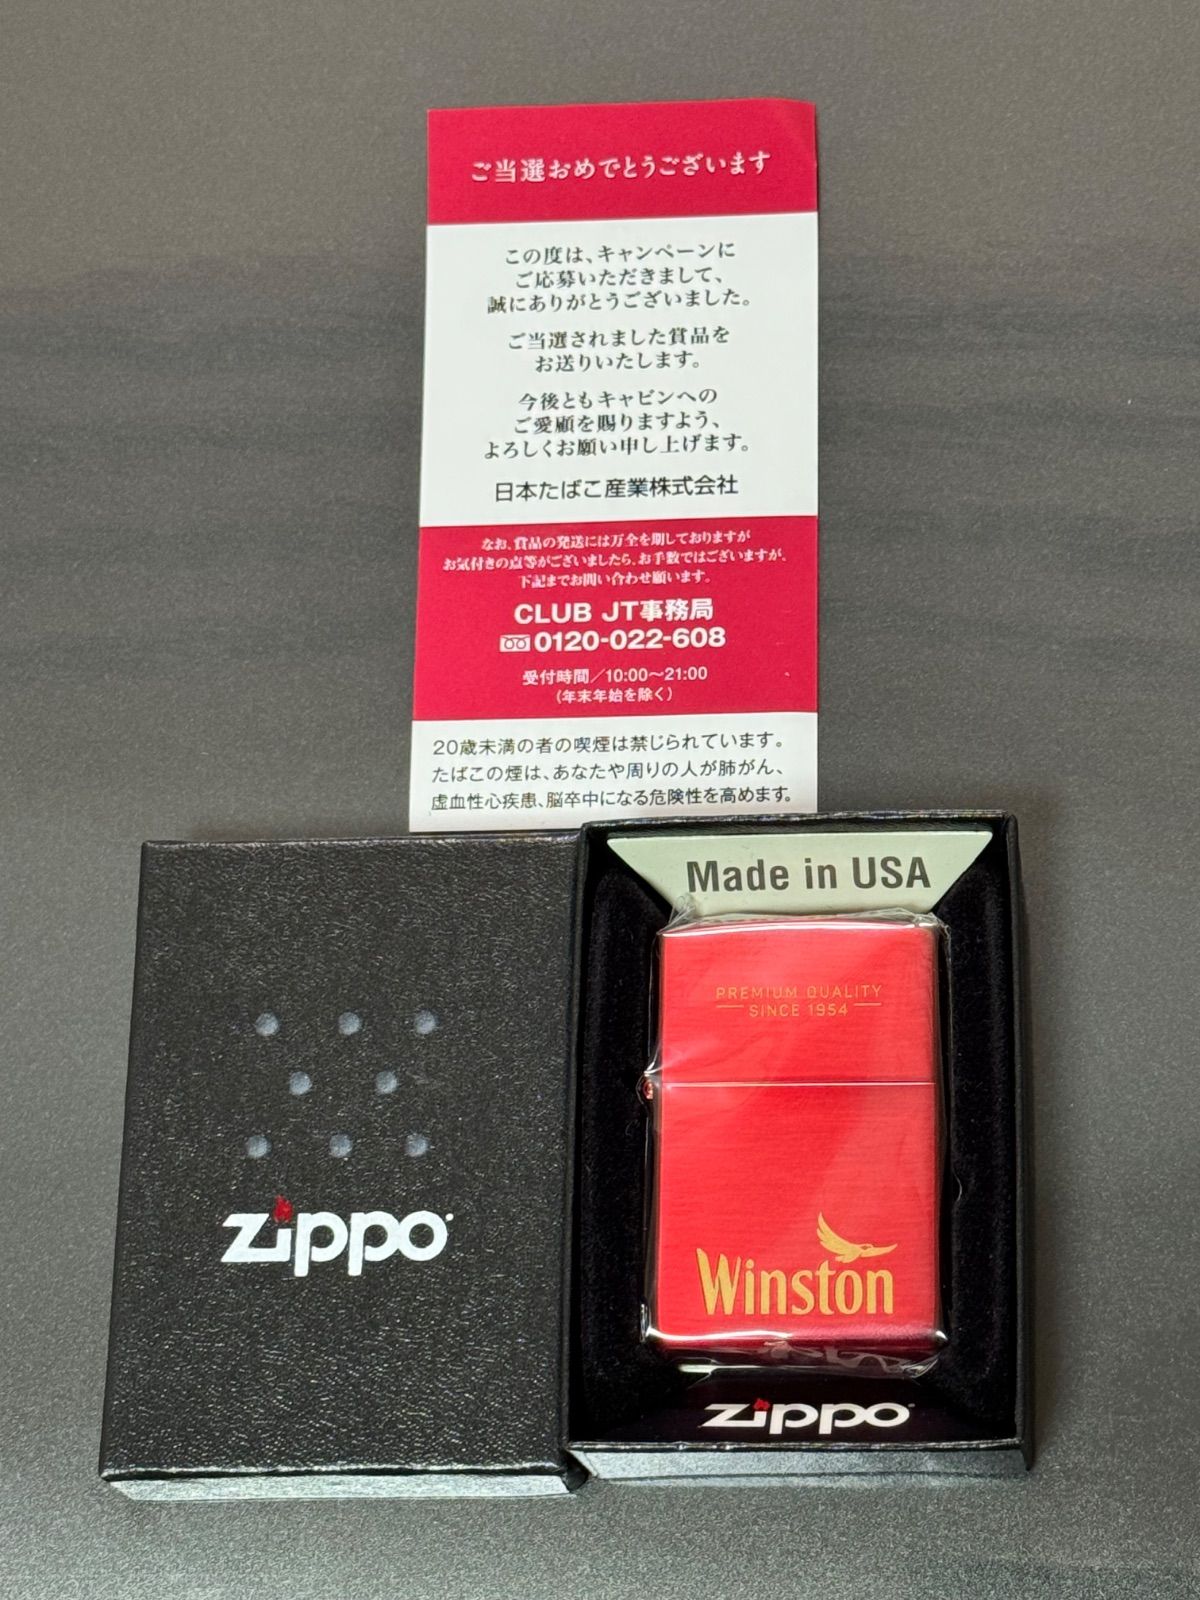 ご当選おめでとうございます
この度は、キャンペーンに
ご応募いただきまして、
誠にありがとうございました。
ご当選されました賞品を
お送りいたします。
今後ともキャビンへの
ご愛顧を賜りますよう、
よろしくお願い申し上げます。
日本たばこ産業株式会社
なお、賞品の発送には万全を期しておりますが
お気付きの点等がございましたら、お手数ではございますが、
下記までお問い合わせ願います。
CLUB JT事務局
0120-022-608
受付時間／10:00〜21:00
（年末年始を除く）
20歳未満の者の喫煙は禁じられています。
たばこの煙は、あなたや周りの人が肺がん、
虚血性心疾患、脳卒中になる危険性を高めます。
Made in USA
PREMIUM QUALITY
SINCE 1954
Winston
zippo
zippo